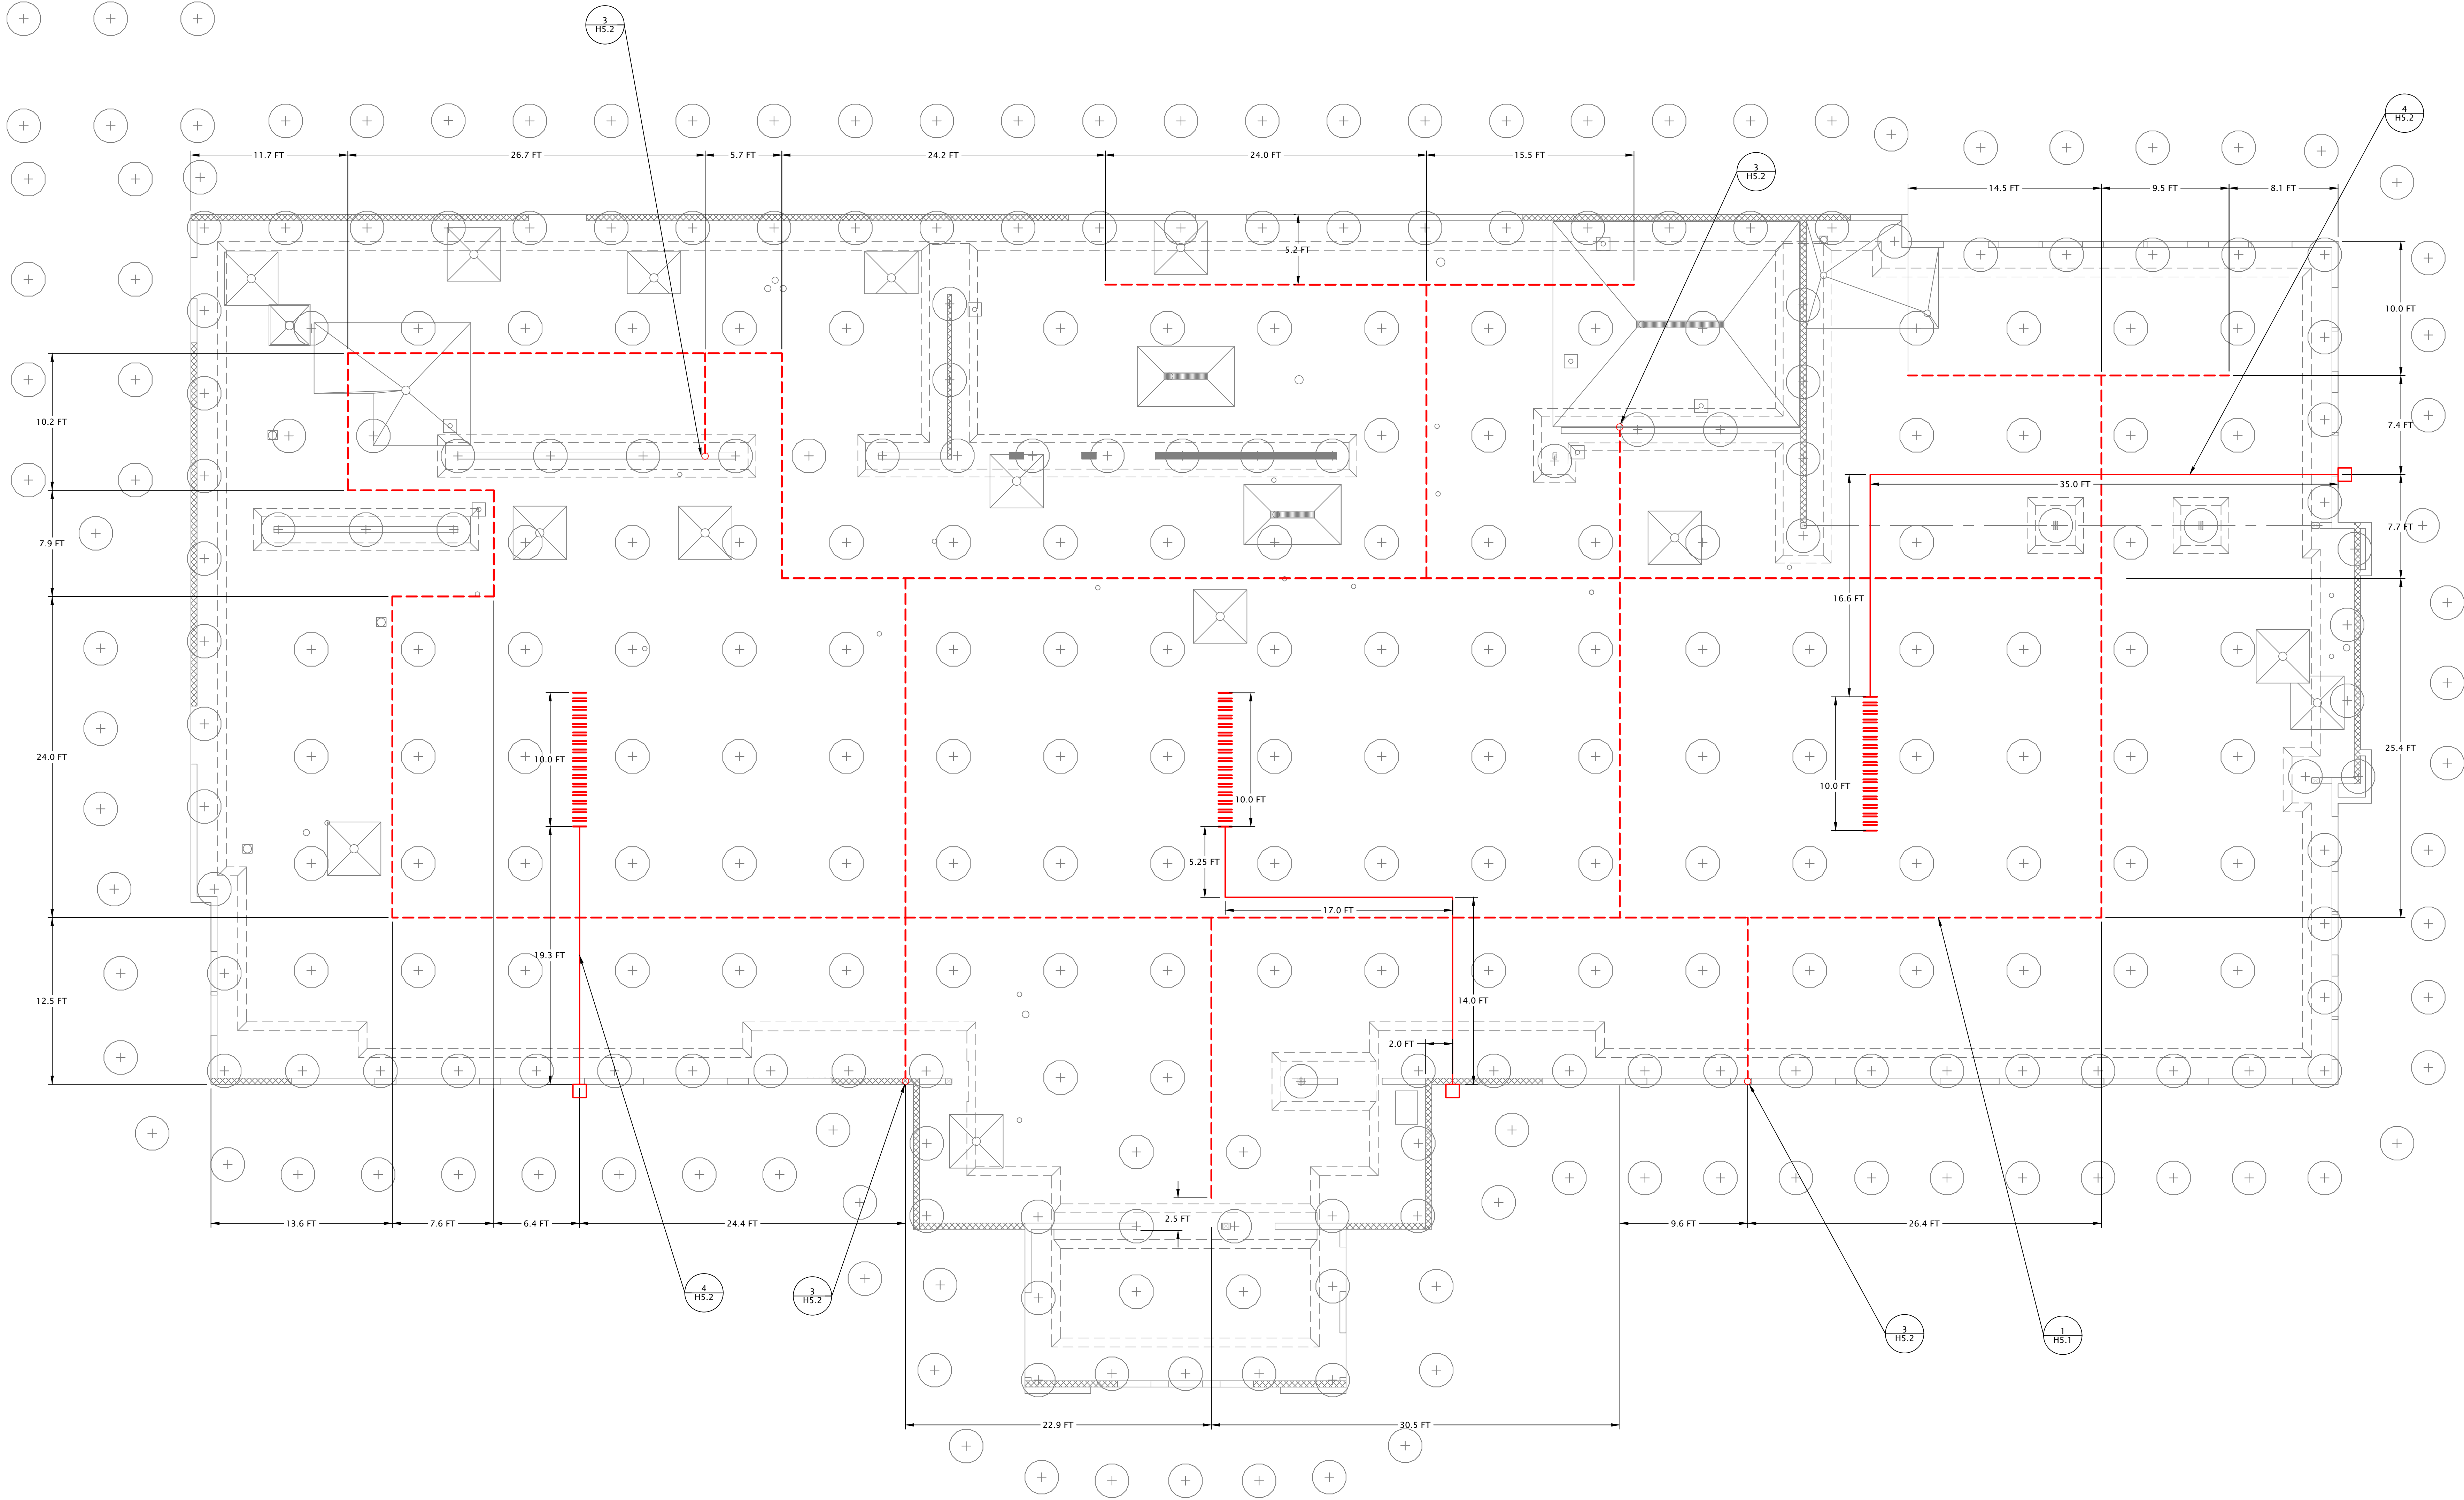 3
H5.2
4
H5.2
11.7 FT
26.7 FT
5.7 FT
24.2 FT
24.0 FT
15.5 FT
3
H5.2
14.5 FT
9.5 FT
8.1 FT
5.2 FT
10.0 FT
10.2 FT
7.4 FT
35.0 FT
7.9 FT
7.7 FT
16.6 FT
24.0 FT
10.0 FT
10.0 FT
10.0 FT
25.4 FT
5.25 FT
17.0 FT
12.5 FT
19.3 FT
14.0 FT
2.0 FT
13.6 FT
7.6 FT
6.4 FT
24.4 FT
2.5 FT
9.6 FT
26.4 FT
4
H5.2
3
H5.2
3
H5.2
1
H5.1
22.9 FT
30.5 FT